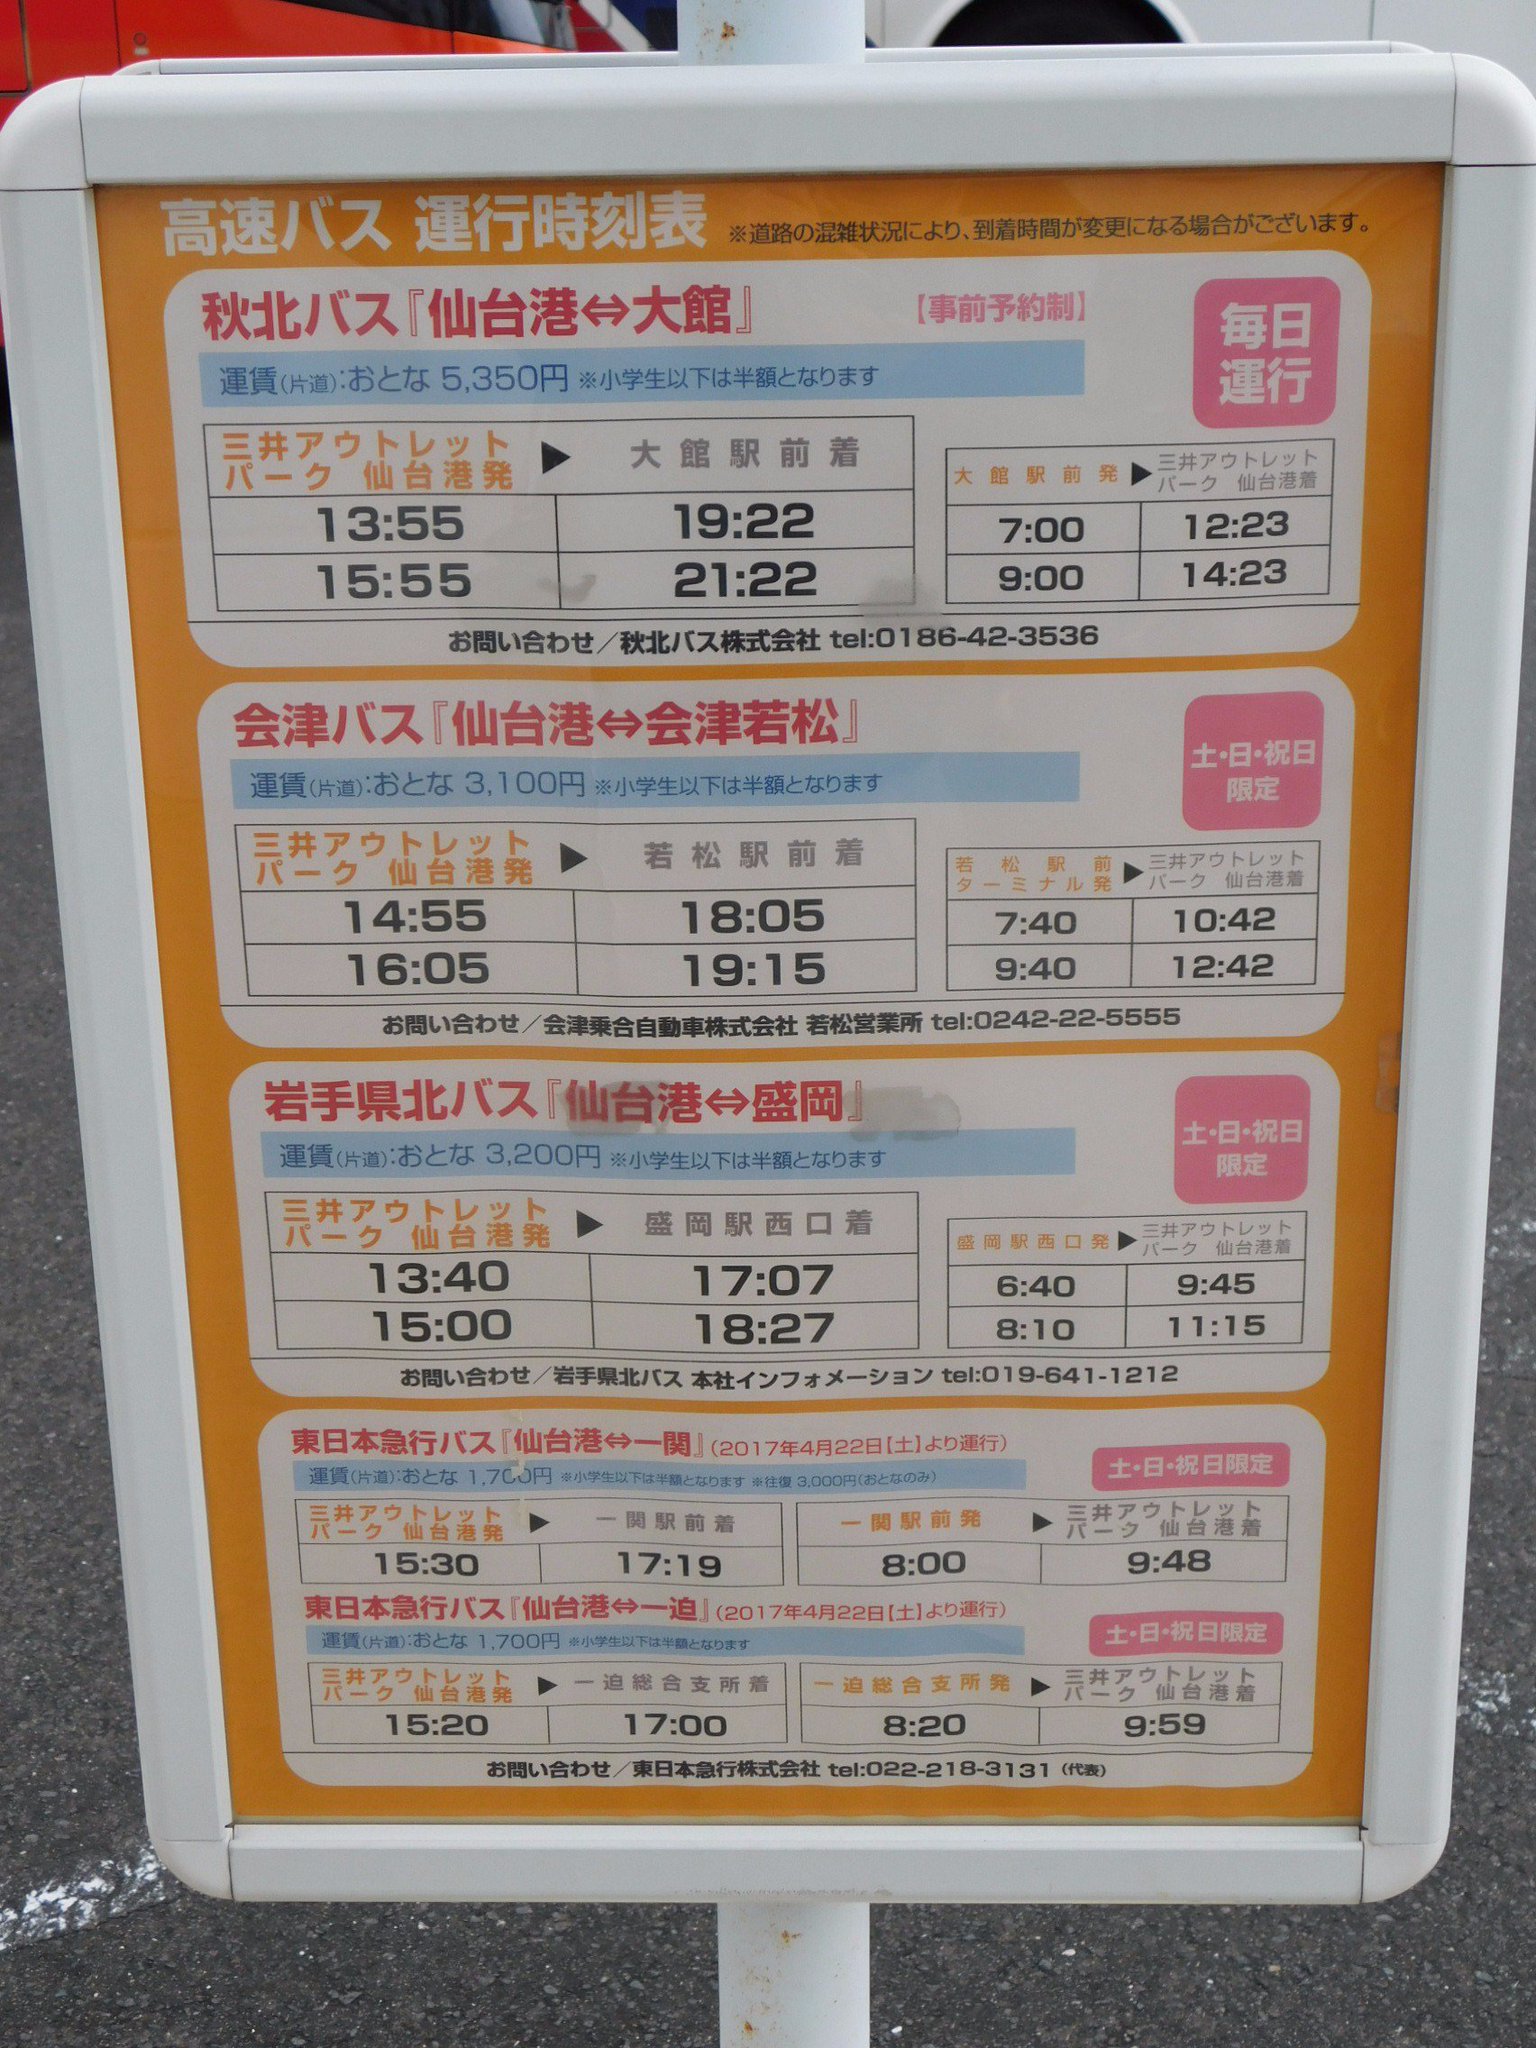 高速バス 運行時刻表 ※道路の混雑状況により、到着時間が変更になる場合がございます。
秋北バス『仙台港⇔大館』 【事前予約制】
毎日
運行
運賃(片道):おとな 5,350円 ※小学生以下は半額となります
三井アウトレット
パーク 仙台港発 ▶ 大館駅前着
13:55 19:22
15:55 21:22
大館駅前発 ▶ 三井アウトレット
パーク 仙台港着
7:00 12:23
9:00 14:23
お問い合わせ／秋北バス株式会社 tel:0186-42-3536
会津バス『仙台港⇔会津若松』
土・日・祝日
限定
運賃(片道):おとな 3,100円 ※小学生以下は半額となります
三井アウトレット
パーク 仙台港発 ▶ 若松駅前着
14:55 18:05
16:05 19:15
若松駅前
ターミナル発 ▶ 三井アウトレット
パーク 仙台港着
7:40 10:42
9:40 12:42
お問い合わせ／会津乗合自動車株式会社 若松営業所 tel:0242-22-5555
岩手県北バス『仙台港⇔盛岡』
土・日・祝日
限定
運賃(片道):おとな 3,200円 ※小学生以下は半額となります
三井アウトレット
パーク 仙台港発 ▶ 盛岡駅西口着
13:40 17:07
15:00 18:27
盛岡駅西口発 ▶ 三井アウトレット
パーク 仙台港着
6:40 9:45
8:10 11:15
お問い合わせ／岩手県北バス 本社インフォメーション tel:019-641-1212
東日本急行バス『仙台港⇔一関』(2017年4月22日【土】より運行)
土・日・祝日限定
運賃(片道):おとな 1,700円 ※小学生以下は半額となります ※往復 3,000円(おとなのみ)
三井アウトレット
パーク 仙台港発 ▶ 一関駅前着
15:30 17:19
一関駅前発 ▶ 三井アウトレット
パーク 仙台港着
8:00 9:48
東日本急行バス『仙台港⇔一迫』(2017年4月22日【土】より運行)
土・日・祝日限定
運賃(片道):おとな 1,700円 ※小学生以下は半額となります
三井アウトレット
パーク 仙台港発 ▶ 一迫総合支所着
15:20 17:00
一迫総合支所発 ▶ 三井アウトレット
パーク 仙台港着
8:20 9:59
お問い合わせ／東日本急行株式会社 tel:022-218-3131 (代表)